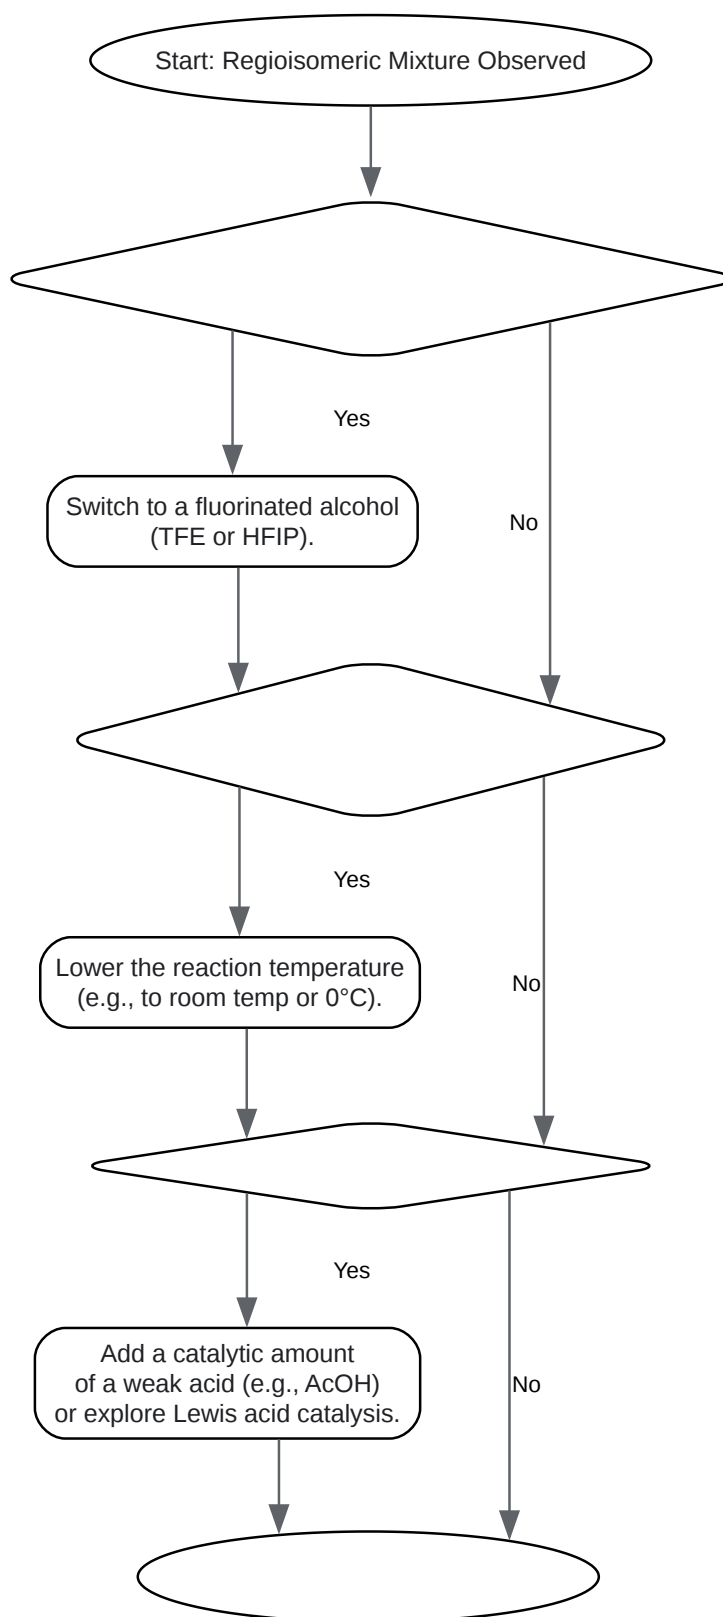 Start: Regioisomeric Mixture Observed
Yes
Switch to a fluorinated alcohol
(TFE or HFIP).
No
Yes
Lower the reaction temperature
(e.g., to room temp or 0°C).
No
Yes
Add a catalytic amount
of a weak acid (e.g., AcOH)
or explore Lewis acid catalysis.
No